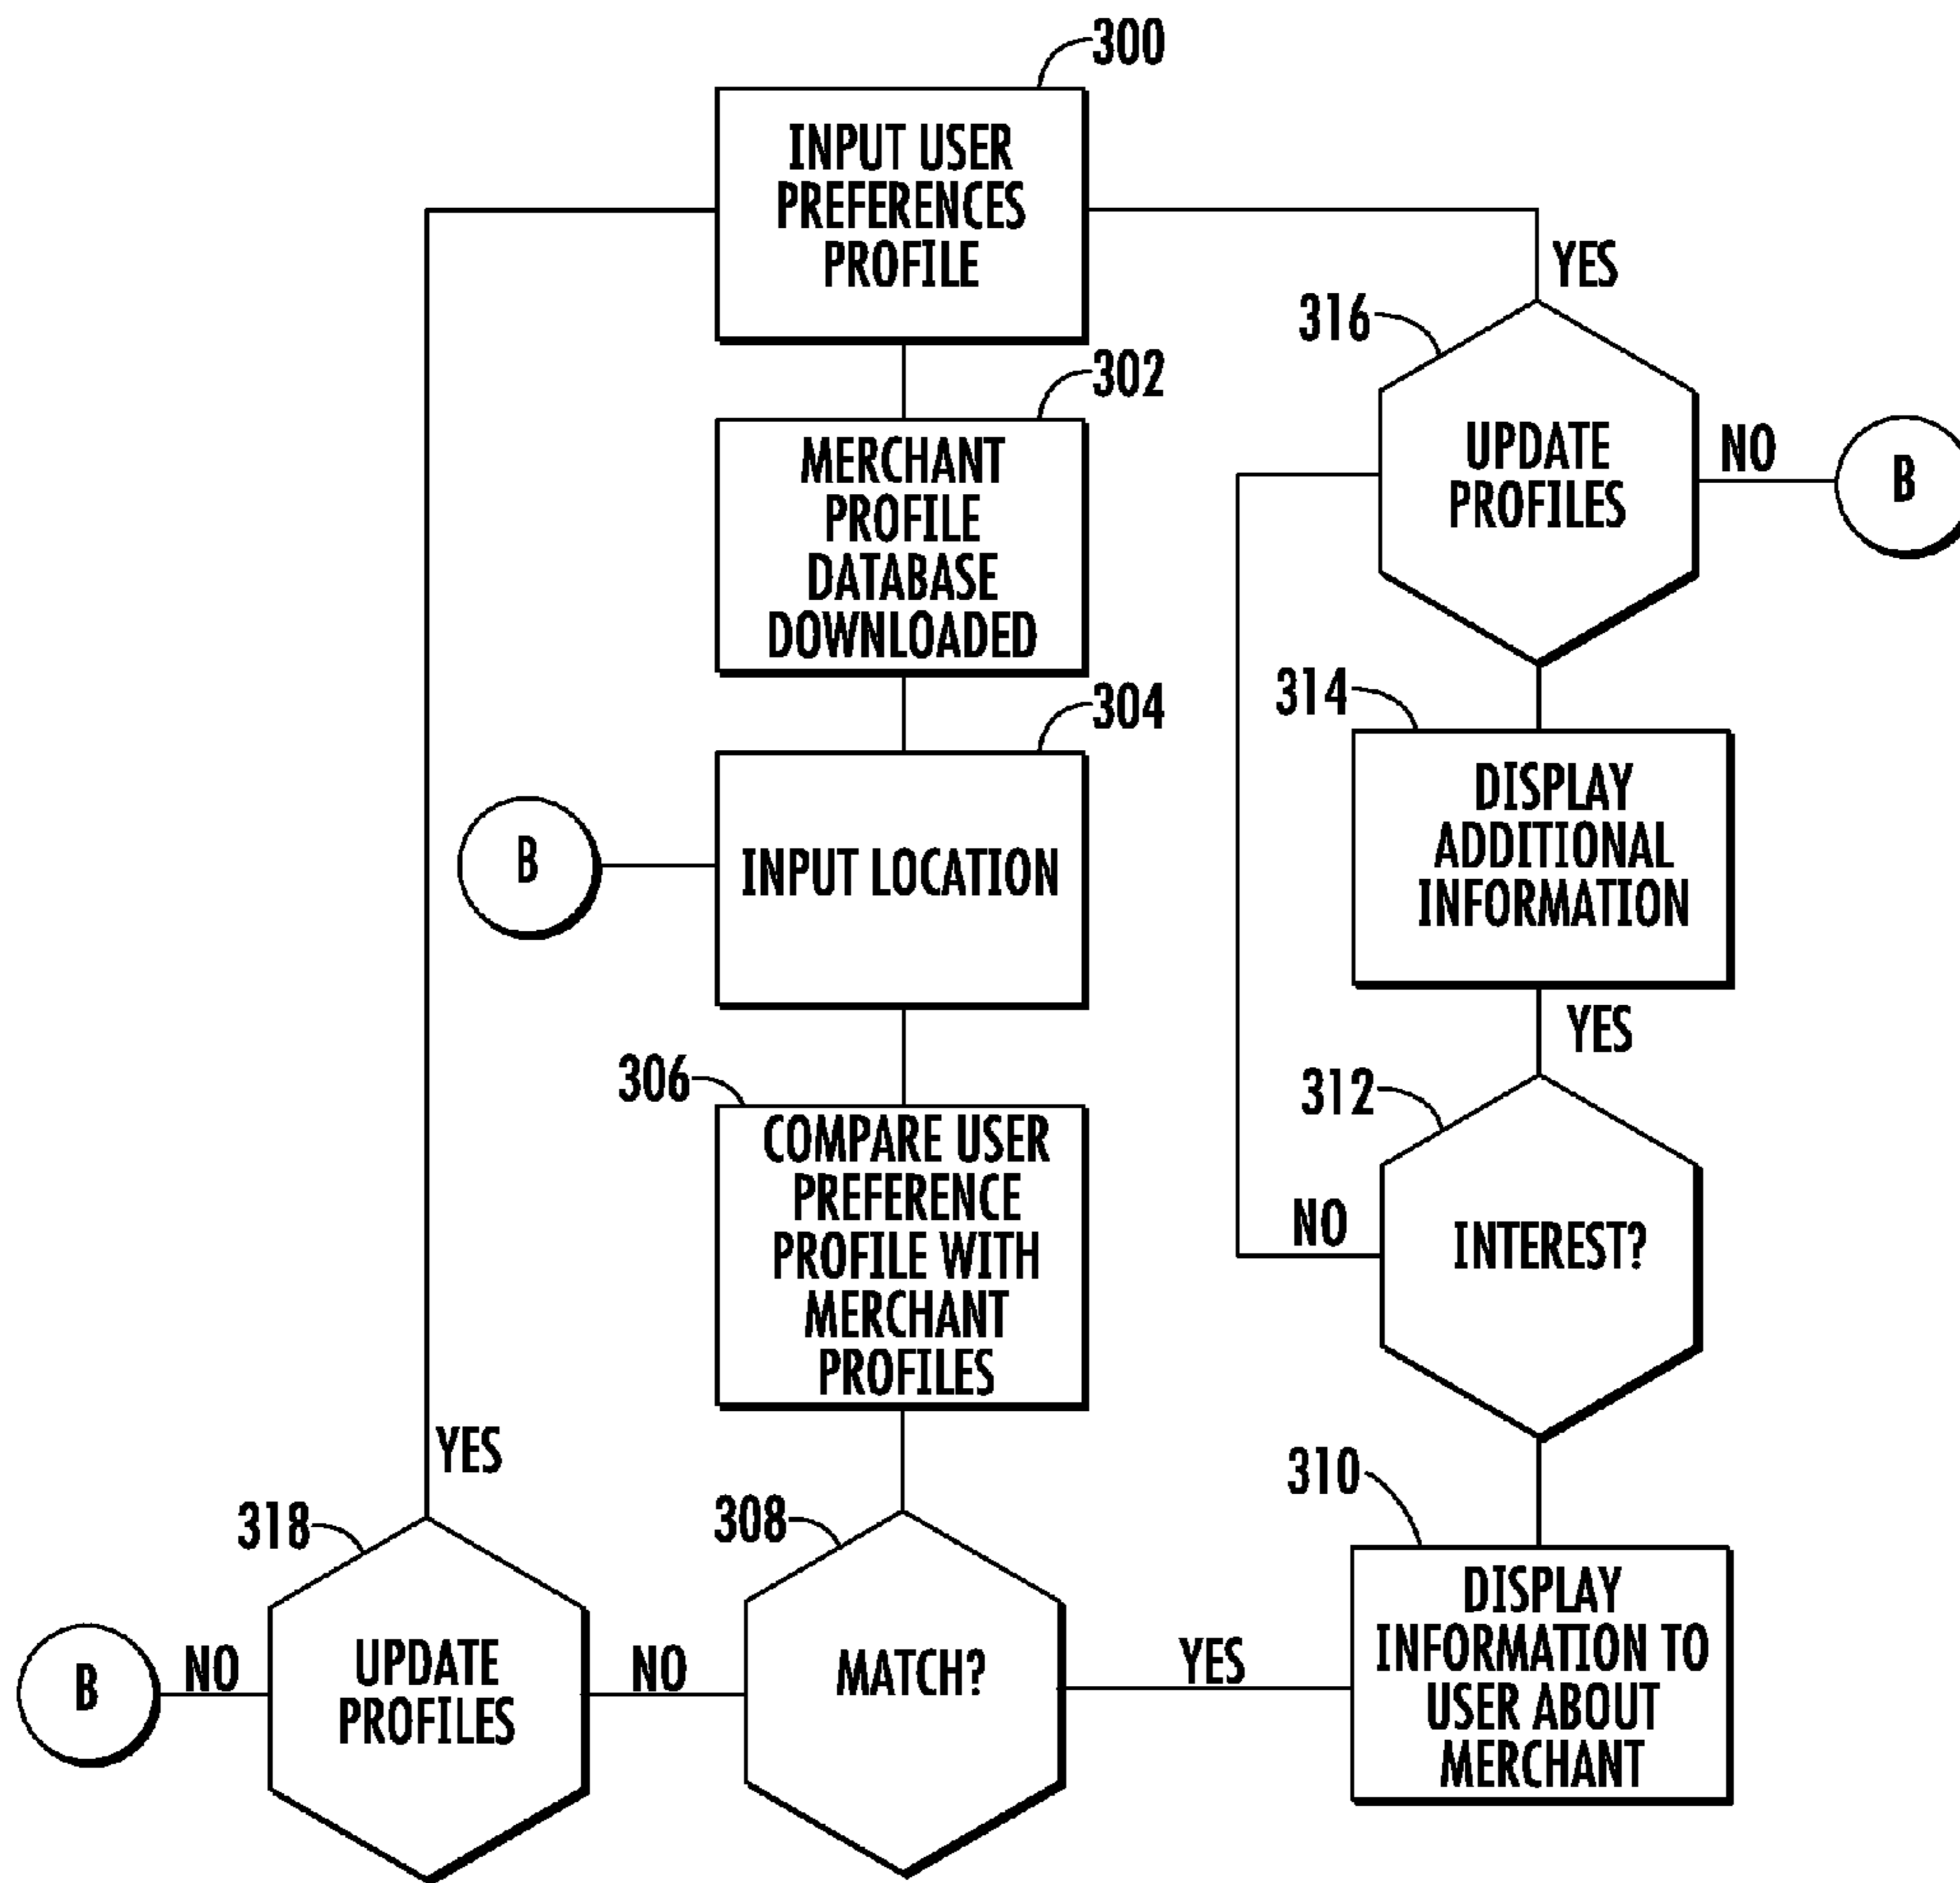 300
INPUT USER
PREFERENCES
PROFILE
YES
316
302
MERCHANT
PROFILE
DATABASE
DOWNLOADED
UPDATE
PROFILES
NO
B
304
314
B
INPUT LOCATION
DISPLAY
ADDITIONAL
INFORMATION
YES
306
COMPARE USER
PREFERENCE
PROFILE WITH
MERCHANT
PROFILES
312
NO
INTEREST?
YES
310
318
308
B
NO
UPDATE
PROFILES
NO
MATCH?
YES
DISPLAY
INFORMATION TO
USER ABOUT
MERCHANT